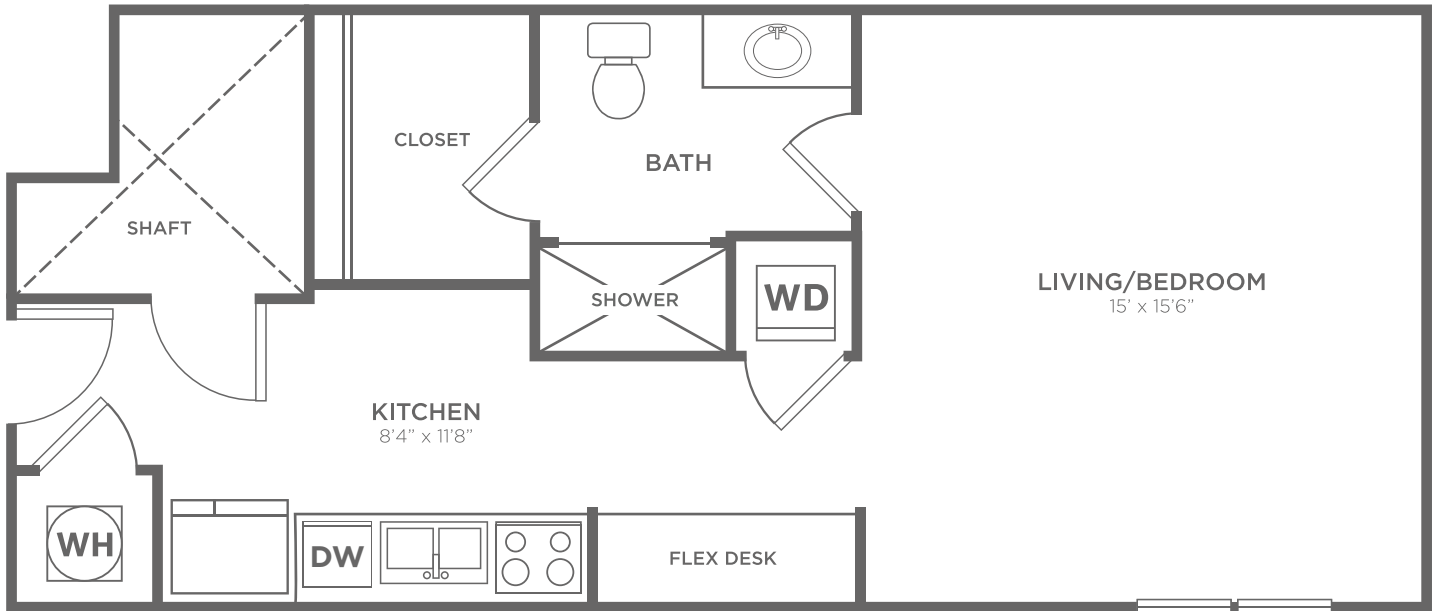 CLOSET
BATH
SHAFT
SHOWER
WD
LIVING/BEDROOM
15’ x 15’6”
KITCHEN
8’4” x 11’8”
WH
DW
FLEX DESK